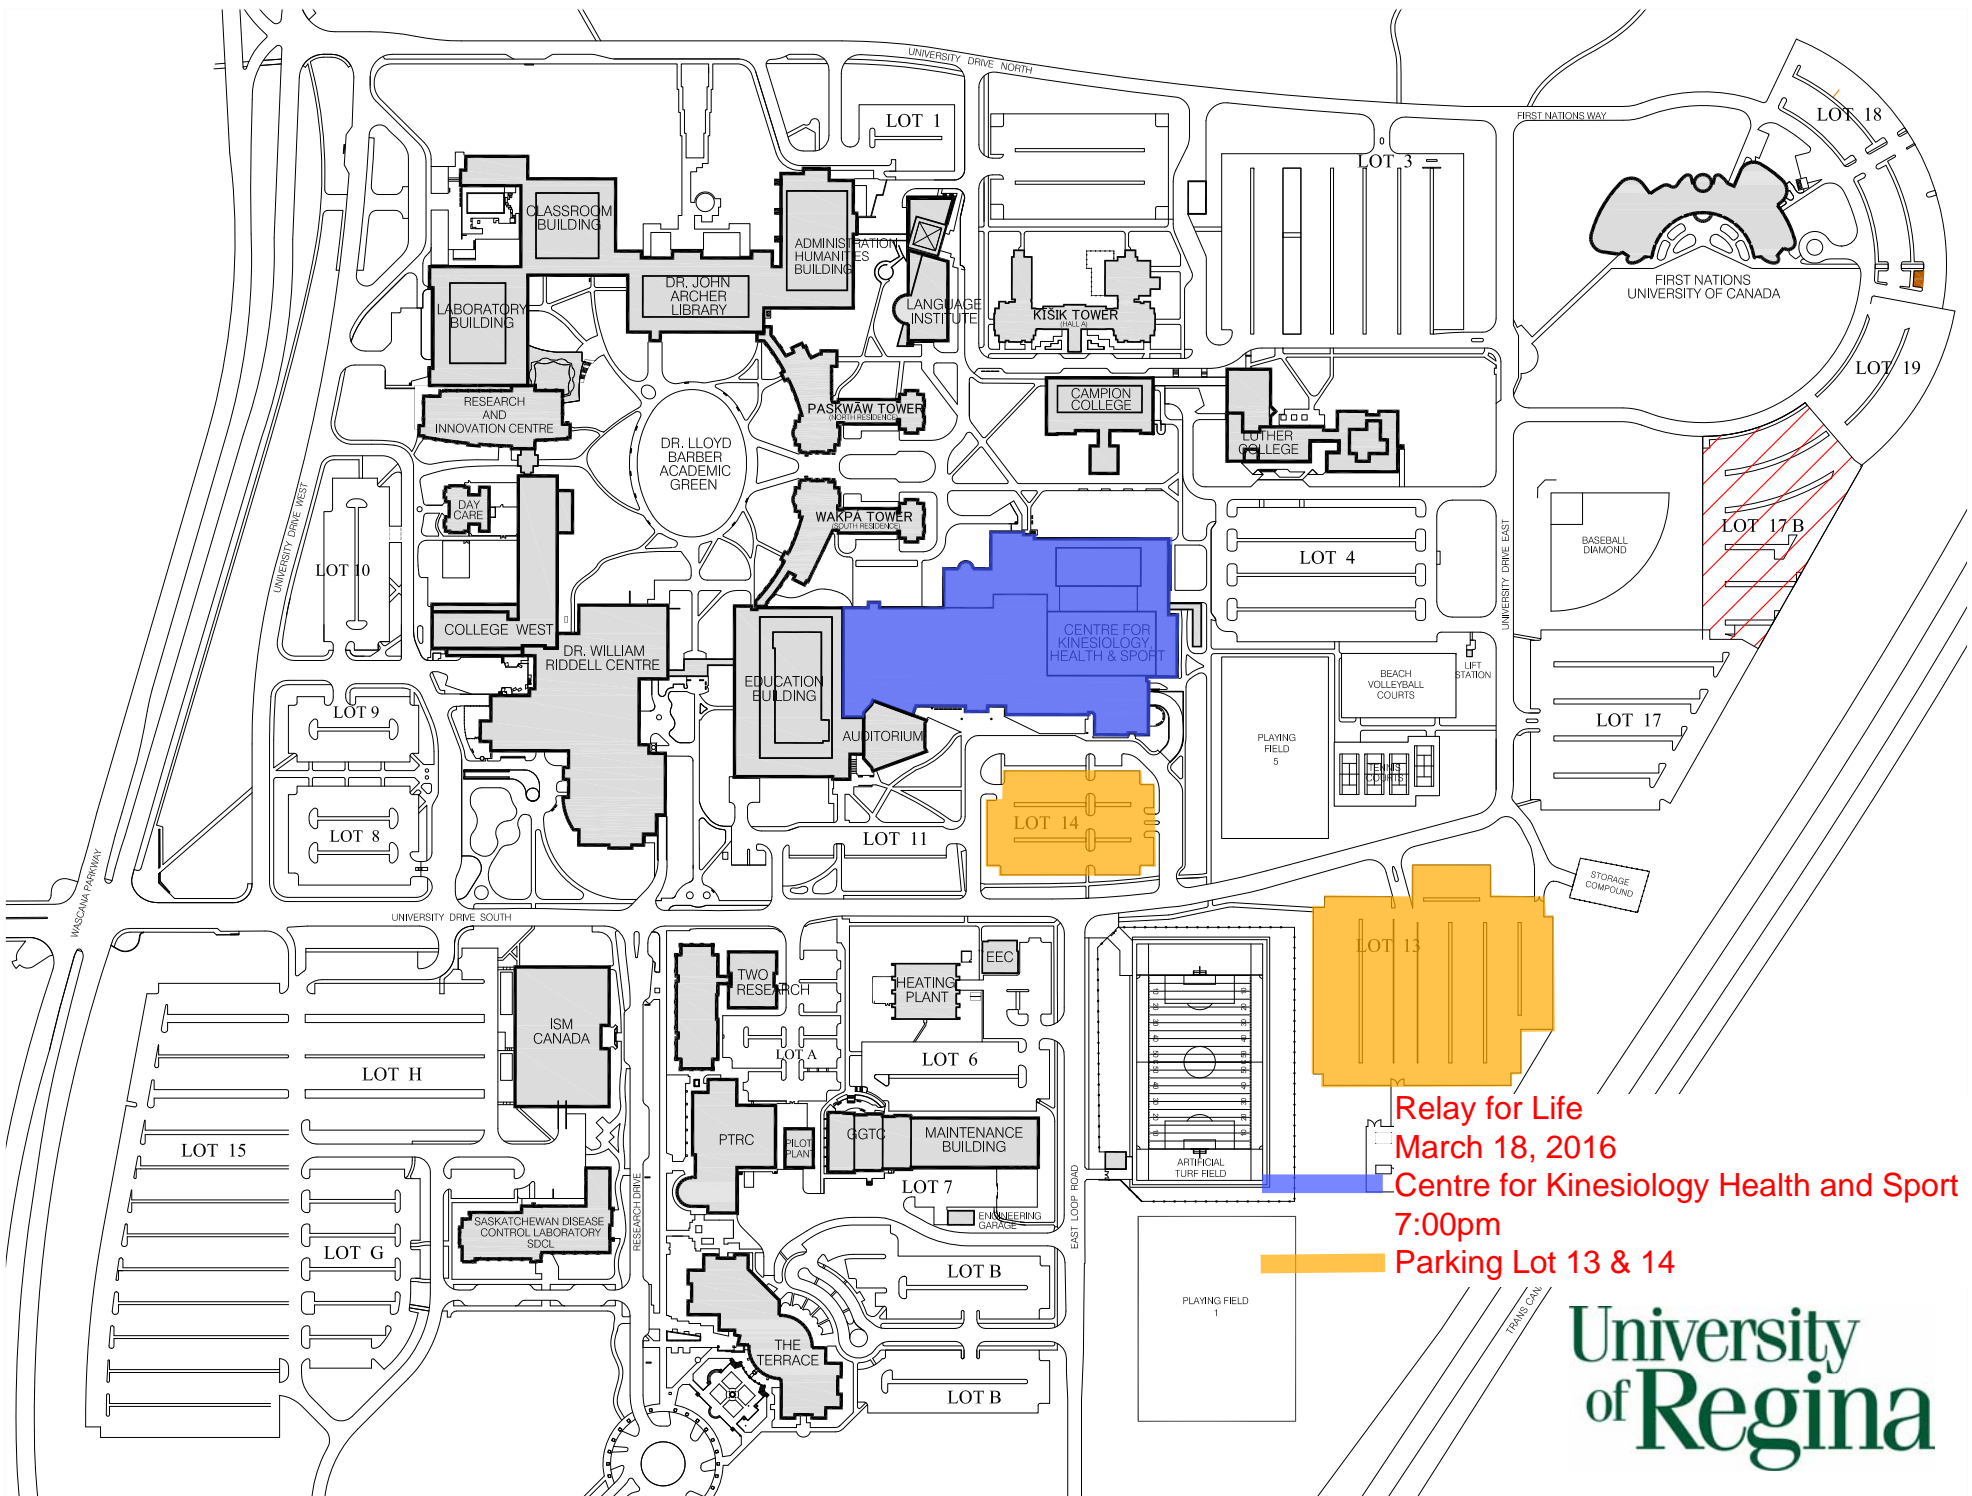 UNIVERSITY DRIVE NORTH
LOT 1
LOT 3
FIRST NATIONS WAY
LOT 18
CLASSROOM
BUILDING
ADMINISTRATION
HUMANITIES
BUILDING
DR. JOHN
ARCHER
LIBRARY
LABORATORY
BUILDING
LANGUAGE
INSTITUTE
KĪŠIK TOWER
(HALL A)
FIRST NATIONS
UNIVERSITY OF CANADA
LOT 19
RESEARCH
AND
INNOVATION CENTRE
PASKWĀW TOWER
(NORTH RESIDENCE)
CAMPION
COLLEGE
LUTHER
COLLEGE
DR. LLOYD
BARBER
ACADEMIC
GREEN
DAY
CARE
WAKPÁ TOWER
(SOUTH RESIDENCE)
UNIVERSITY DRIVE WEST
LOT 10
LOT 4
UNIVERSITY DRIVE EAST
BASEBALL
DIAMOND
LOT 17 B
COLLEGE WEST
DR. WILLIAM
RIDDELL CENTRE
EDUCATION
BUILDING
CENTRE FOR
KINESIOLOGY,
HEALTH & SPORT
LIFT
STATION
BEACH
VOLLEYBALL
COURTS
LOT 9
AUDITORIUM
PLAYING
FIELD
5
TENNIS
COURTS
LOT 17
LOT 8
LOT 11
LOT 14
WASCANA PARKWAY
UNIVERSITY DRIVE SOUTH
STORAGE
COMPOUND
LOT 13
TWO
RESEARCH
HEATING
PLANT
EEC
ISM
CANADA
LOT A
LOT 6
LOT H
LOT 15
PTRC
PILOT
PLANT
GGTC
MAINTENANCE
BUILDING
ARTIFICIAL
TURF FIELD
LOT 7
ENGINEERING
GARAGE
EAST LOOP ROAD
RESEARCH DRIVE
SASKATCHEWAN DISEASE
CONTROL LABORATORY
SDCL
LOT G
LOT B
THE
TERRACE
LOT B
PLAYING FIELD
1
TRANS CAN
Relay for Life
March 18, 2016
Centre for Kinesiology Health and Sport
7:00pm
Parking Lot 13 & 14
University
of Regina